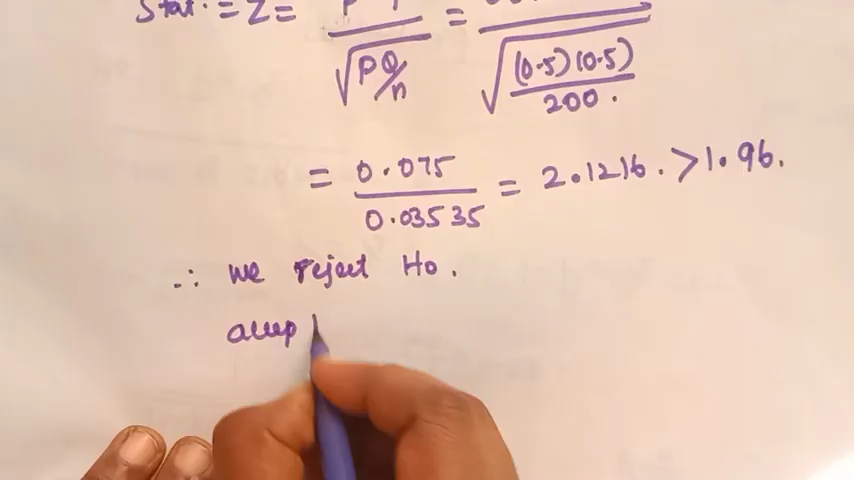 Stat. = Z = =
√PQ/n √(0.5)(0.5)/200.
= 0.075/0.03535 = 2.1216. > 1.96.
∴ we reject Ho.
accep